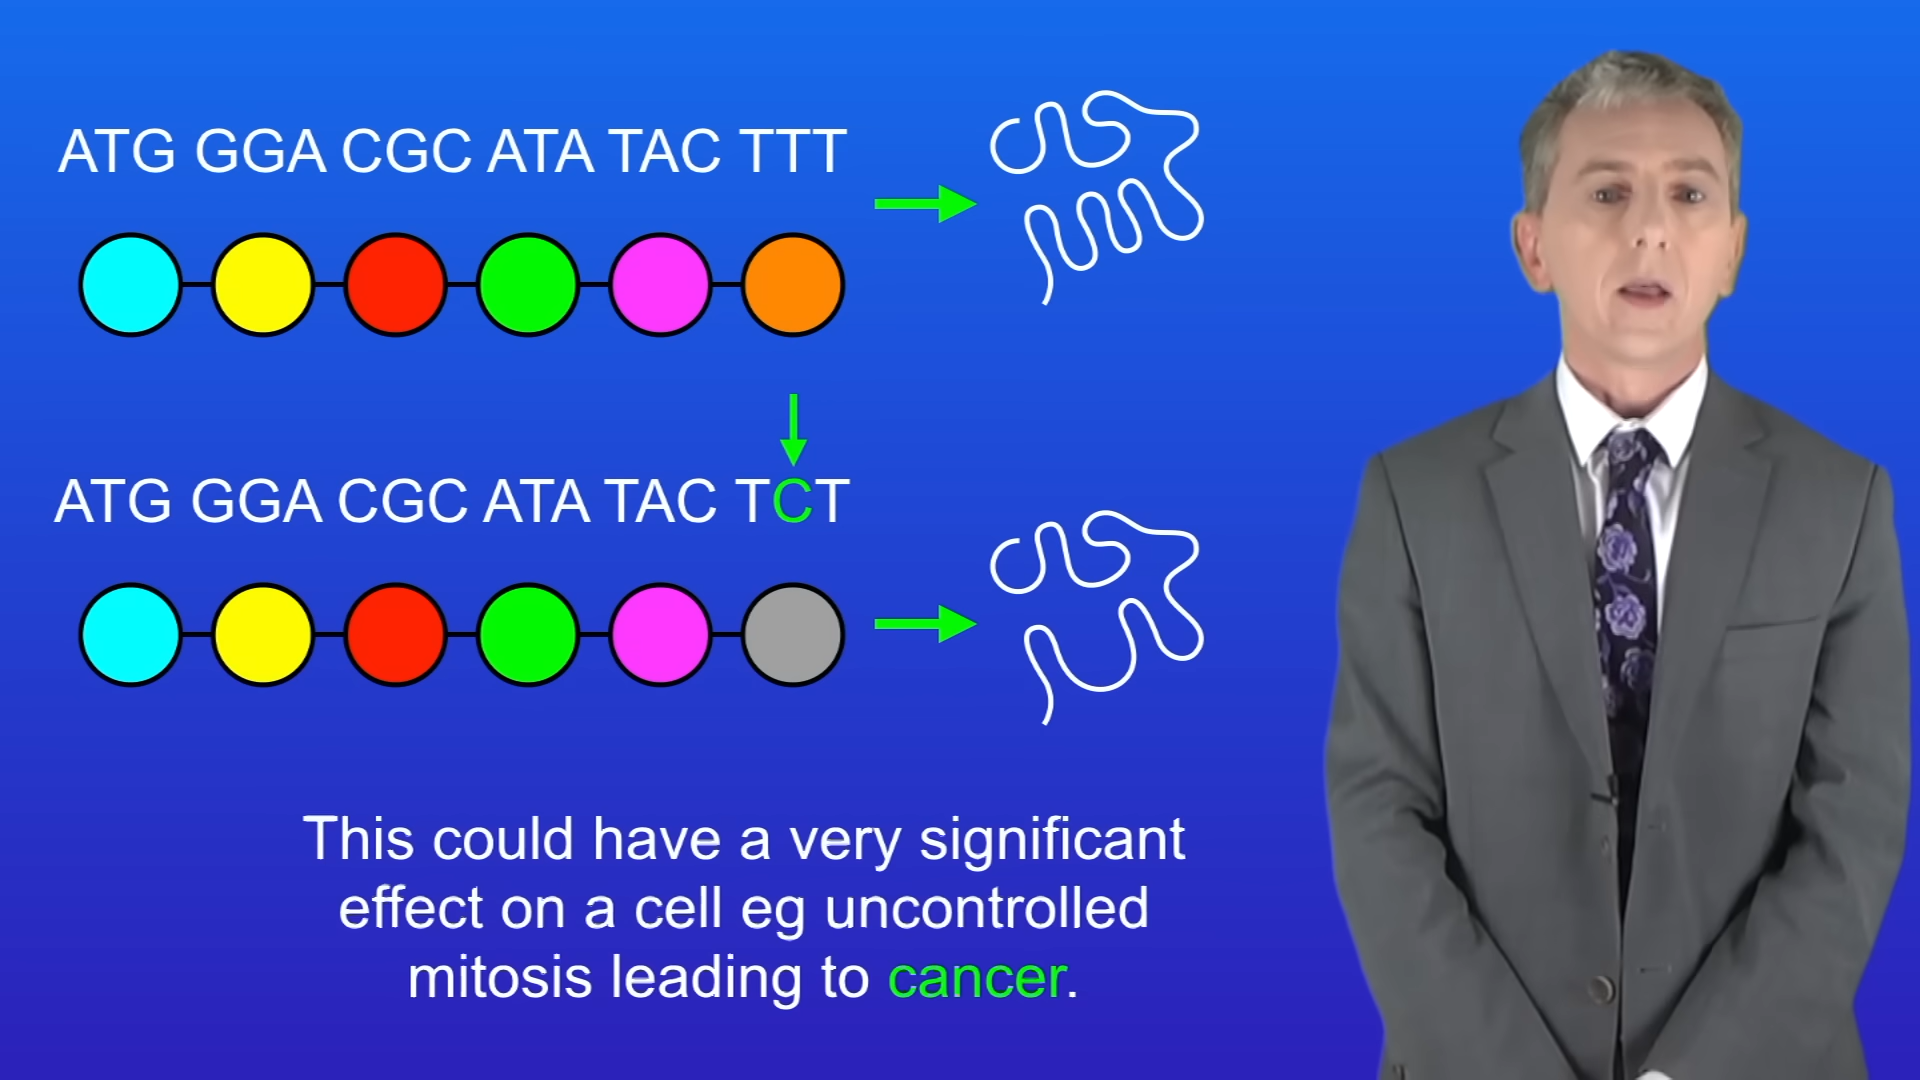 ATG GGA CGC ATA TAC TTT
ATG GGA CGC ATA TAC TCT
This could have a very significant
effect on a cell eg uncontrolled
mitosis leading to cancer.